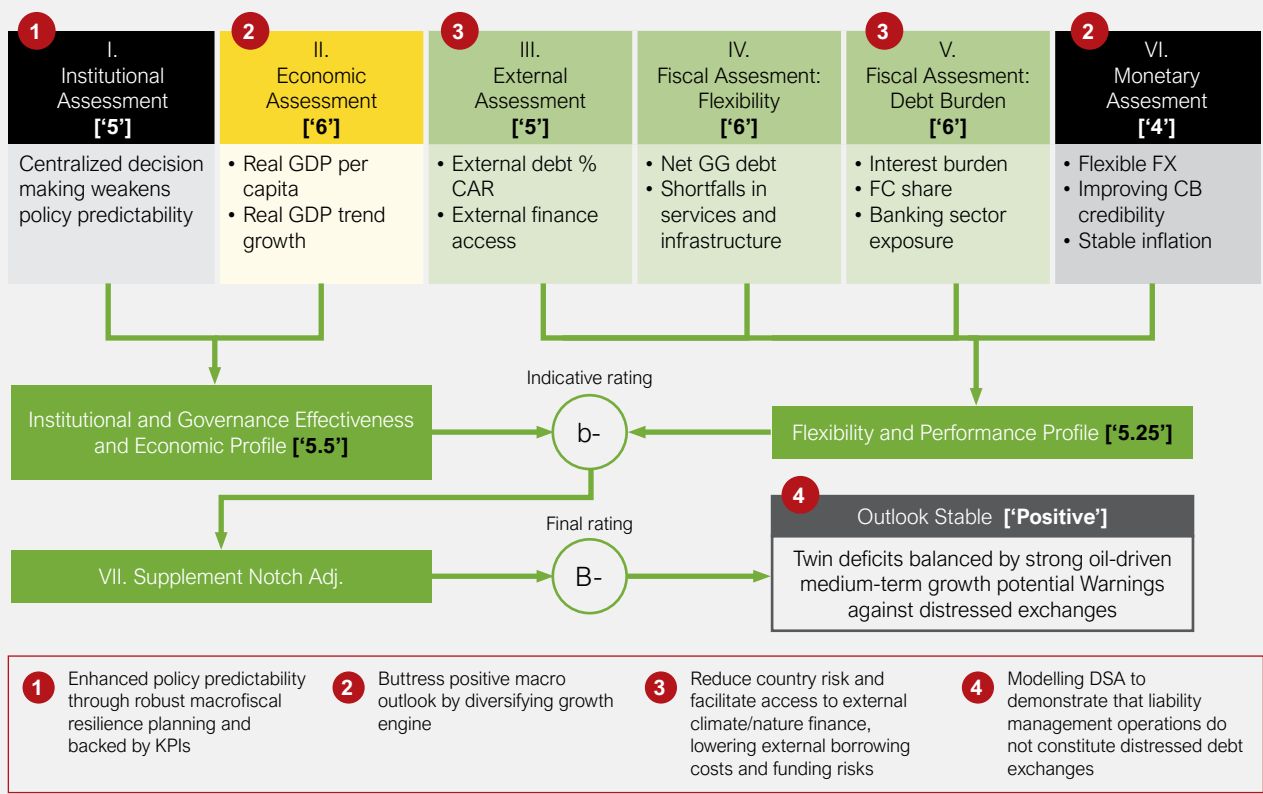 1
I.
Institutional
Assessment
['5']
Centralized decision
making weakens
policy predictability
2
II.
Economic
Assessment
['6']
• Real GDP per
capita
• Real GDP trend
growth
3
III.
External
Assessment
['5']
• External debt %
CAR
• External finance
access
IV.
Fiscal Assesment:
Flexibility
['6']
• Net GG debt
• Shortfalls in
services and
infrastructure
3
V.
Fiscal Assesment:
Debt Burden
['6']
• Interest burden
• FC share
• Banking sector
exposure
2
VI.
Monetary
Assesment
['4']
• Flexible FX
• Improving CB
credibility
• Stable inflation
Institutional and Governance Effectiveness
and Economic Profile ['5.5']
Indicative rating
b-
Flexibility and Performance Profile ['5.25']
VII. Supplement Notch Adj.
Final rating
B-
4
Outlook Stable ['Positive']
Twin deficits balanced by strong oil-driven
medium-term growth potential Warnings
against distressed exchanges
1
Enhanced policy predictability
through robust macrofiscal
resilience planning and
backed by KPIs
2
Buttress positive macro
outlook by diversifying growth
engine
3
Reduce country risk and
facilitate access to external
climate/nature finance,
lowering external borrowing
costs and funding risks
4
Modelling DSA to
demonstrate that liability
management operations do
not constitute distressed debt
exchanges